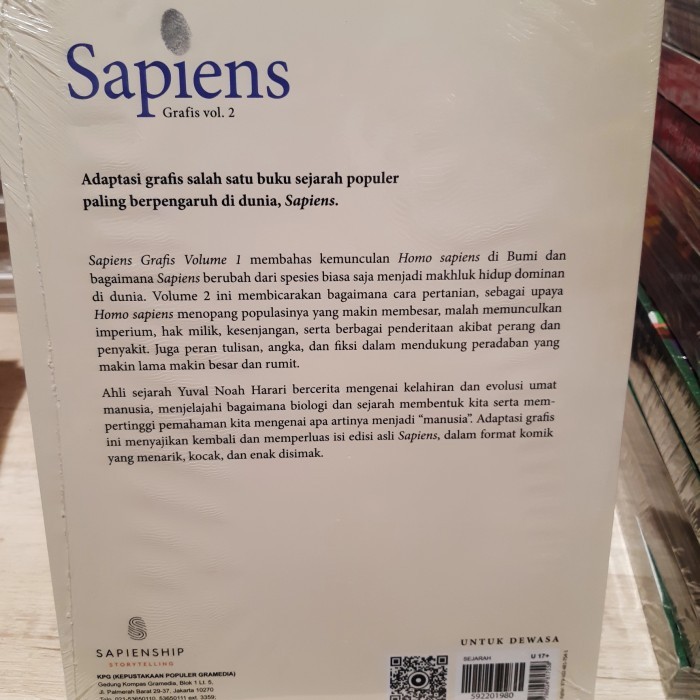 Sapiens
Grafis vol. 2
Adaptasi grafis salah satu buku sejarah populer
paling berpengaruh di dunia, Sapiens.
Sapiens Grafis Volume 1 membahas kemunculan Homo sapiens di Bumi dan
bagaimana Sapiens berubah dari spesies biasa saja menjadi makhluk hidup dominan
di dunia. Volume 2 ini membicarakan bagaimana cara pertanian, sebagai upaya
Homo sapiens menopang populasinya yang makin membesar, malah memunculkan
imperium, hak milik, kesenjangan, serta berbagai penderitaan akibat perang dan
penyakit. Juga peran tulisan, angka, dan fiksi dalam mendukung peradaban yang
makin lama makin besar dan rumit.
Ahli sejarah Yuval Noah Harari bercerita mengenai kelahiran dan evolusi umat
manusia, menjelajahi bagaimana biologi dan sejarah membentuk kita serta mem-
pertinggi pemahaman kita mengenai apa artinya menjadi “manusia”. Adaptasi grafis
ini menyajikan kembali dan memperluas isi edisi asli Sapiens, dalam format komik
yang menarik, kocak, dan enak disimak.
SAPIENSHIP
STORYTELLING
KPG (KEPUSTAKAAN POPULER GRAMEDIA)
Gedung Kompas Gramedia, Blok 1 Lt. 5,
Jl. Palmerah Barat 29-37, Jakarta 10270
Telp. 021-53650110, 53650111 ext. 3359;
UNTUK DEWASA
SEJARAH
U 17+
592201980